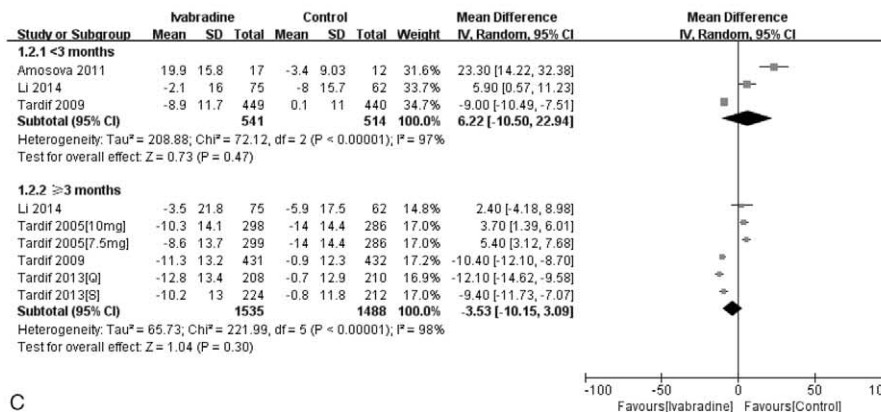 Ivabradine Control Mean Difference Mean Difference
Study or Subgroup Mean SD Total Mean SD Total Weight IV, Random, 95% CI IV, Random, 95% CI
1.2.1 <3 months
Amosova 2011 19.9 15.8 17 -3.4 9.03 12 31.6% 23.30 [14.22, 32.38]
Li 2014 -2.1 16 75 -8 15.7 62 33.7% 5.90 [0.57, 11.23]
Tardif 2009 -8.9 11.7 449 0.1 11 440 34.7% -9.00 [-10.49, -7.51]
Subtotal (95% CI) 541 514 100.0% 6.22 [-10.50, 22.94]
Heterogeneity: Tau² = 208.88; Chi² = 72.12, df = 2 (P < 0.00001); I² = 97%
Test for overall effect: Z = 0.73 (P = 0.47)
1.2.2 ≥3 months
Li 2014 -3.5 21.8 75 -5.9 17.5 62 14.8% 2.40 [-4.18, 8.98]
Tardif 2005[10mg] -10.3 14.1 298 -14 14.4 286 17.0% 3.70 [1.39, 6.01]
Tardif 2005[7.5mg] -8.6 13.7 299 -14 14.4 286 17.0% 5.40 [3.12, 7.68]
Tardif 2009 -11.3 13.2 431 -0.9 12.3 432 17.3% -10.40 [-12.10, -8.70]
Tardif 2013[Q] -12.8 13.4 208 -0.7 12.9 210 16.9% -12.10 [-14.62, -9.58]
Tardif 2013[S] -10.2 13 224 -0.8 11.8 212 17.0% -9.40 [-11.73, -7.07]
Subtotal (95% CI) 1535 1488 100.0% -3.53 [-10.15, 3.09]
Heterogeneity: Tau² = 65.73; Chi² = 221.99, df = 5 (P < 0.00001); I² = 98%
Test for overall effect: Z = 1.04 (P = 0.30)
-100 -50 0 50 100
Favours[Ivabradine] Favours[Control]
C